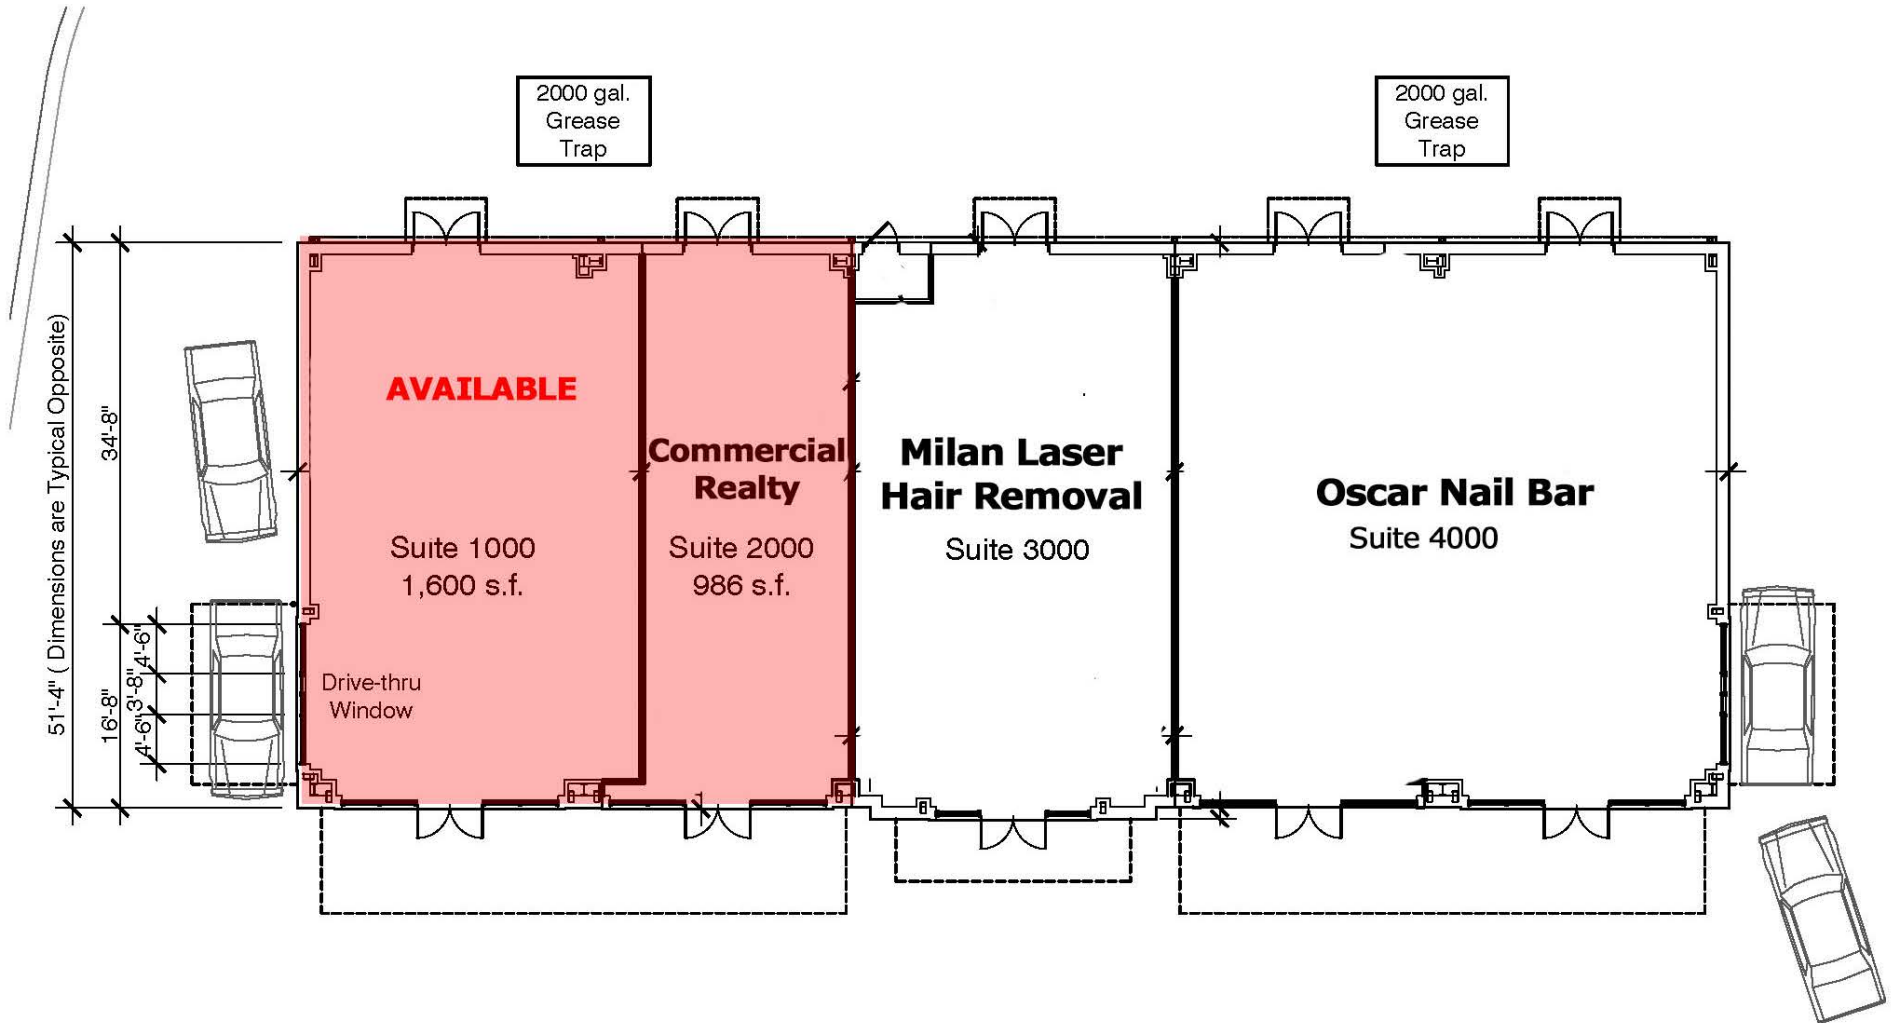 2000 gal.
Grease
Trap
2000 gal.
Grease
Trap
51'-4" ( Dimensions are Typical Opposite)
34'-8"
16'-8"
4'-6"
3'-8"
4'-6"
AVAILABLE
Suite 1000
1,600 s.f.
Drive-thru
Window
Commercial
Realty
Suite 2000
986 s.f.
Milan Laser
Hair Removal
Suite 3000
Oscar Nail Bar
Suite 4000